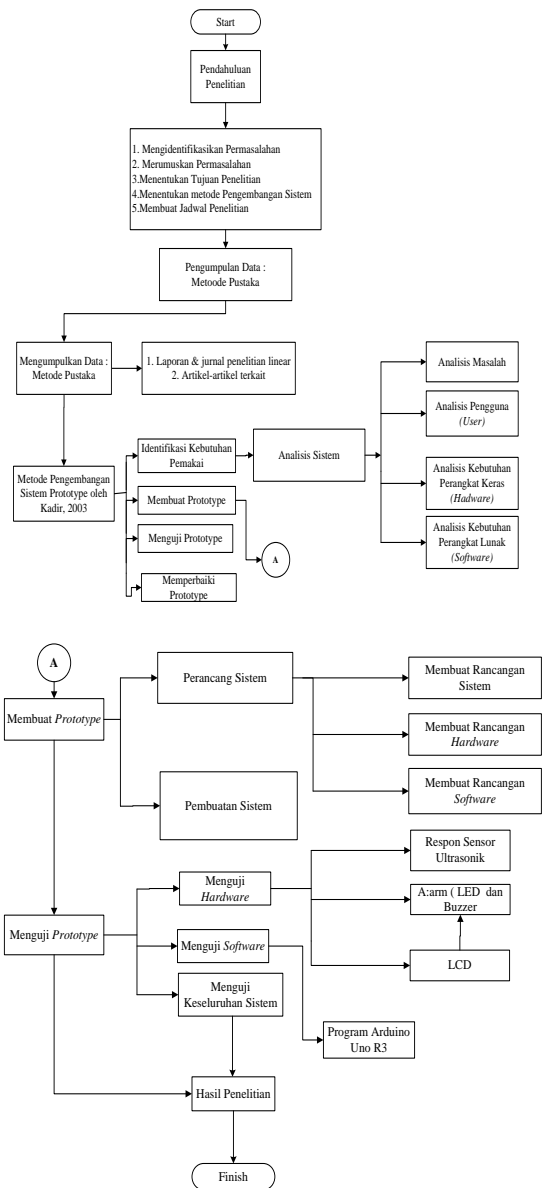 Start
Pendahuluan
Penelitian
1. Mengidentifikasikan Permasalahan
2. Merumuskan Permasalahan
3.Menentukan Tujuan Penelitian
4.Menentukan metode Pengembangan Sistem
5.Membuat Jadwal Penelitian
Pengumpulan Data :
Metoode Pustaka
Mengumpulkan Data :
Metode Pustaka
1. Laporan & jurnal penelitian linear
2. Artikel-artikel terkait
Metode Pengembangan
Sistem Prototype oleh
Kadir, 2003
Identifikasi Kebutuhan
Pemakai
Membuat Prototype
Menguji Prototype
Memperbaiki
Prototype
A
Analisis Sistem
Analisis Masalah
Analisis Pengguna
(User)
Analisis Kebutuhan
Perangkat Keras
(Hadware)
Analisis Kebutuhan
Perangkat Lunak
(Software)
A
Membuat Prototype
Perancang Sistem
Membuat Rancangan
Sistem
Membuat Rancangan
Hardware
Membuat Rancangan
Software
Pembuatan Sistem
Menguji Prototype
Menguji
Hardware
Respon Sensor
Ultrasonik
A:arm ( LED dan
Buzzer
LCD
Menguji Software
Program Arduino
Uno R3
Menguji
Keseluruhan Sistem
Hasil Penelitian
Finish